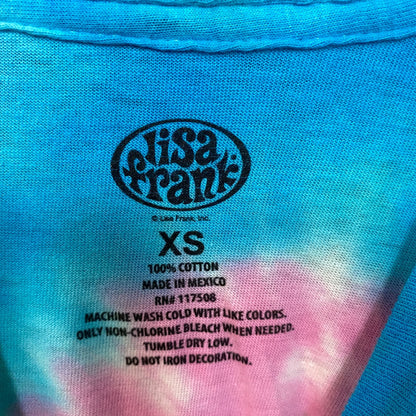 lisa
frank
© Lisa Frank, Inc.
XS
100% COTTON
MADE IN MEXICO
RN# 117508
MACHINE WASH COLD WITH LIKE COLORS.
ONLY NON-CHLORINE BLEACH WHEN NEEDED.
TUMBLE DRY LOW.
DO NOT IRON DECORATION.